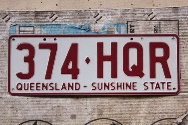 374·HQR
QUEENSLAND - SUNSHINE STATE